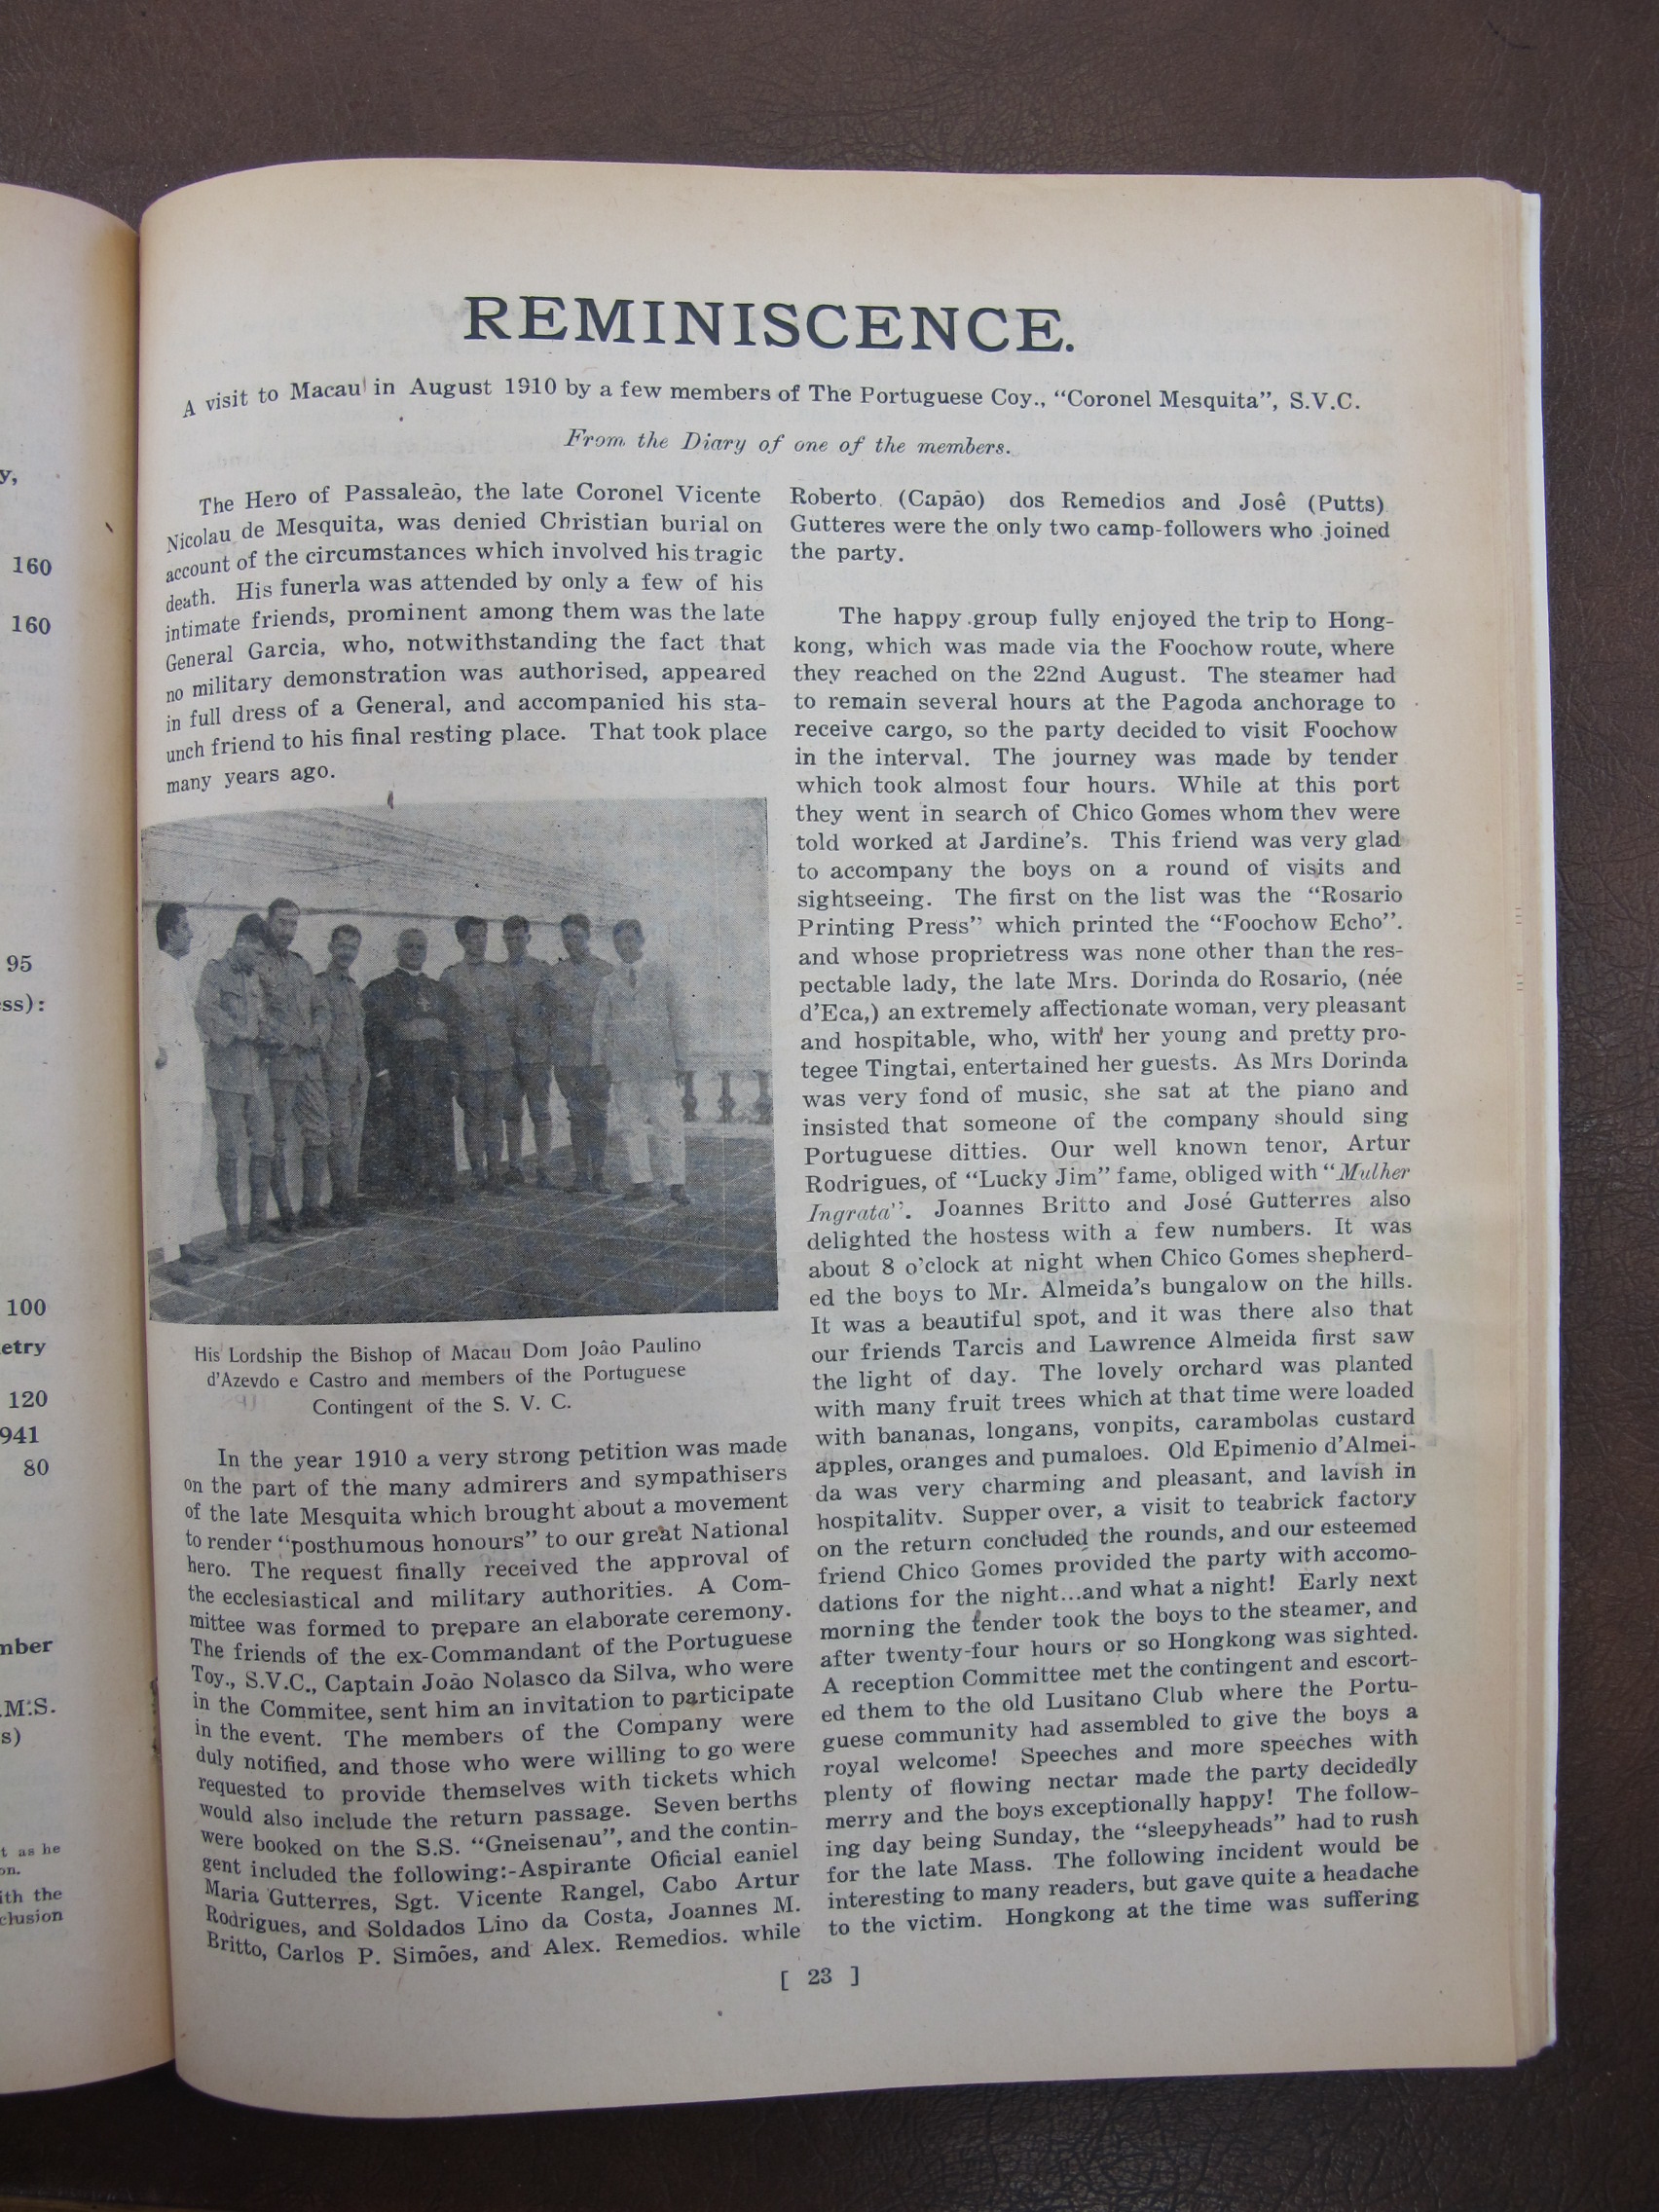 y,
160
160
95
ss):
100
etry
120
941
80
mber
.M.S.
s)
t as he
on.
ith the
clusion
REMINISCENCE.
A visit to Macau in August 1910 by a few members of The Portuguese Coy., “Coronel Mesquita”, S.V.C.
From the Diary of one of the members.
The Hero of Passaleão, the late Coronel Vicente
Nicolau de Mesquita, was denied Christian burial on
account of the circumstances which involved his tragic
death. His funerla was attended by only a few of his
intimate friends, prominent among them was the late
General Garcia, who, notwithstanding the fact that
no military demonstration was authorised, appeared
in full dress of a General, and accompanied his sta-
unch friend to his final resting place. That took place
many years ago.
His Lordship the Bishop of Macau Dom João Paulino
d'Azevdo e Castro and members of the Portuguese
Contingent of the S. V. C.
In the year 1910 a very strong petition was made
on the part of the many admirers and sympathisers
of the late Mesquita which brought about a movement
to render “posthumous honours” to our great National
hero. The request finally received the approval of
the ecclesiastical and military authorities. A Com-
mittee was formed to prepare an elaborate ceremony.
The friends of the ex-Commandant of the Portuguese
Toy., S.V.C., Captain João Nolasco da Silva, who were
in the Commitee, sent him an invitation to participate
in the event. The members of the Company were
duly notified, and those who were willing to go were
requested to provide themselves with tickets which
would also include the return passage. Seven berths
were booked on the S.S. “Gneisenau”, and the contin-
gent included the following:-Aspirante Oficial eaniel
Maria Gutterres, Sgt. Vicente Rangel, Cabo Artur
Rodrigues, and Soldados Lino da Costa, Joannes M.
Britto, Carlos P. Simões, and Alex. Remedios. while
Roberto (Capão) dos Remedios and Josê (Putts)
Gutteres were the only two camp-followers who joined
the party.
The happy group fully enjoyed the trip to Hong-
kong, which was made via the Foochow route, where
they reached on the 22nd August. The steamer had
to remain several hours at the Pagoda anchorage to
receive cargo, so the party decided to visit Foochow
in the interval. The journey was made by tender
which took almost four hours. While at this port
they went in search of Chico Gomes whom thev were
told worked at Jardine's. This friend was very glad
to accompany the boys on a round of visits and
sightseeing. The first on the list was the “Rosario
Printing Press” which printed the “Foochow Echo”.
and whose proprietress was none other than the res-
pectable lady, the late Mrs. Dorinda do Rosario, (née
d'Eca,) an extremely affectionate woman, very pleasant
and hospitable, who, with her young and pretty pro-
tegee Tingtai, entertained her guests. As Mrs Dorinda
was very fond of music, she sat at the piano and
insisted that someone of the company should sing
Portuguese ditties. Our well known tenor, Artur
Rodrigues, of “Lucky Jim” fame, obliged with “Mulher
Ingrata”. Joannes Britto and José Gutterres also
delighted the hostess with a few numbers. It was
about 8 o'clock at night when Chico Gomes shepherd-
ed the boys to Mr. Almeida's bungalow on the hills.
It was a beautiful spot, and it was there also that
our friends Tarcis and Lawrence Almeida first saw
the light of day. The lovely orchard was planted
with many fruit trees which at that time were loaded
with bananas, longans, vonpits, carambolas custard
apples, oranges and pumaloes. Old Epimenio d'Almei-
da was very charming and pleasant, and lavish in
hospitalitv. Supper over, a visit to teabrick factory
on the return concluded the rounds, and our esteemed
friend Chico Gomes provided the party with accomo-
dations for the night...and what a night! Early next
morning the tender took the boys to the steamer, and
after twenty-four hours or so Hongkong was sighted.
A reception Committee met the contingent and escort-
ed them to the old Lusitano Club where the Portu-
guese community had assembled to give the boys a
royal welcome! Speeches and more speeches with
plenty of flowing nectar made the party decidedly
merry and the boys exceptionally happy! The follow-
ing day being Sunday, the “sleepyheads” had to rush
for the late Mass. The following incident would be
interesting to many readers, but gave quite a headache
to the victim. Hongkong at the time was suffering
[ 23 ]